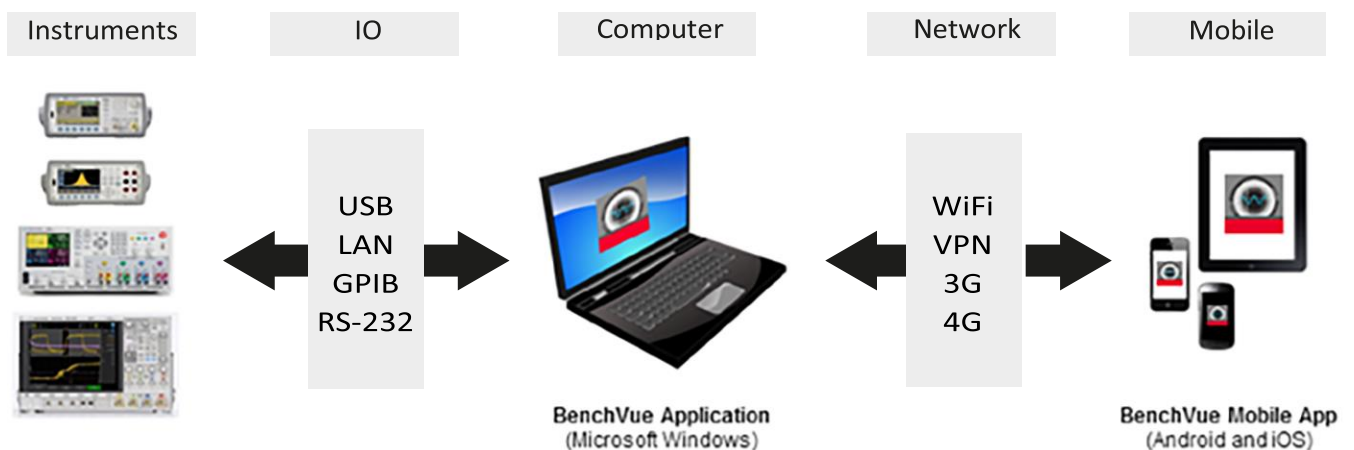 Instruments
IO
Computer
Network
Mobile
USB
LAN
GPIB
RS-232
WiFi
VPN
3G
4G
BenchVue Application
(Microsoft Windows)
BenchVue Mobile App
(Android and iOS)